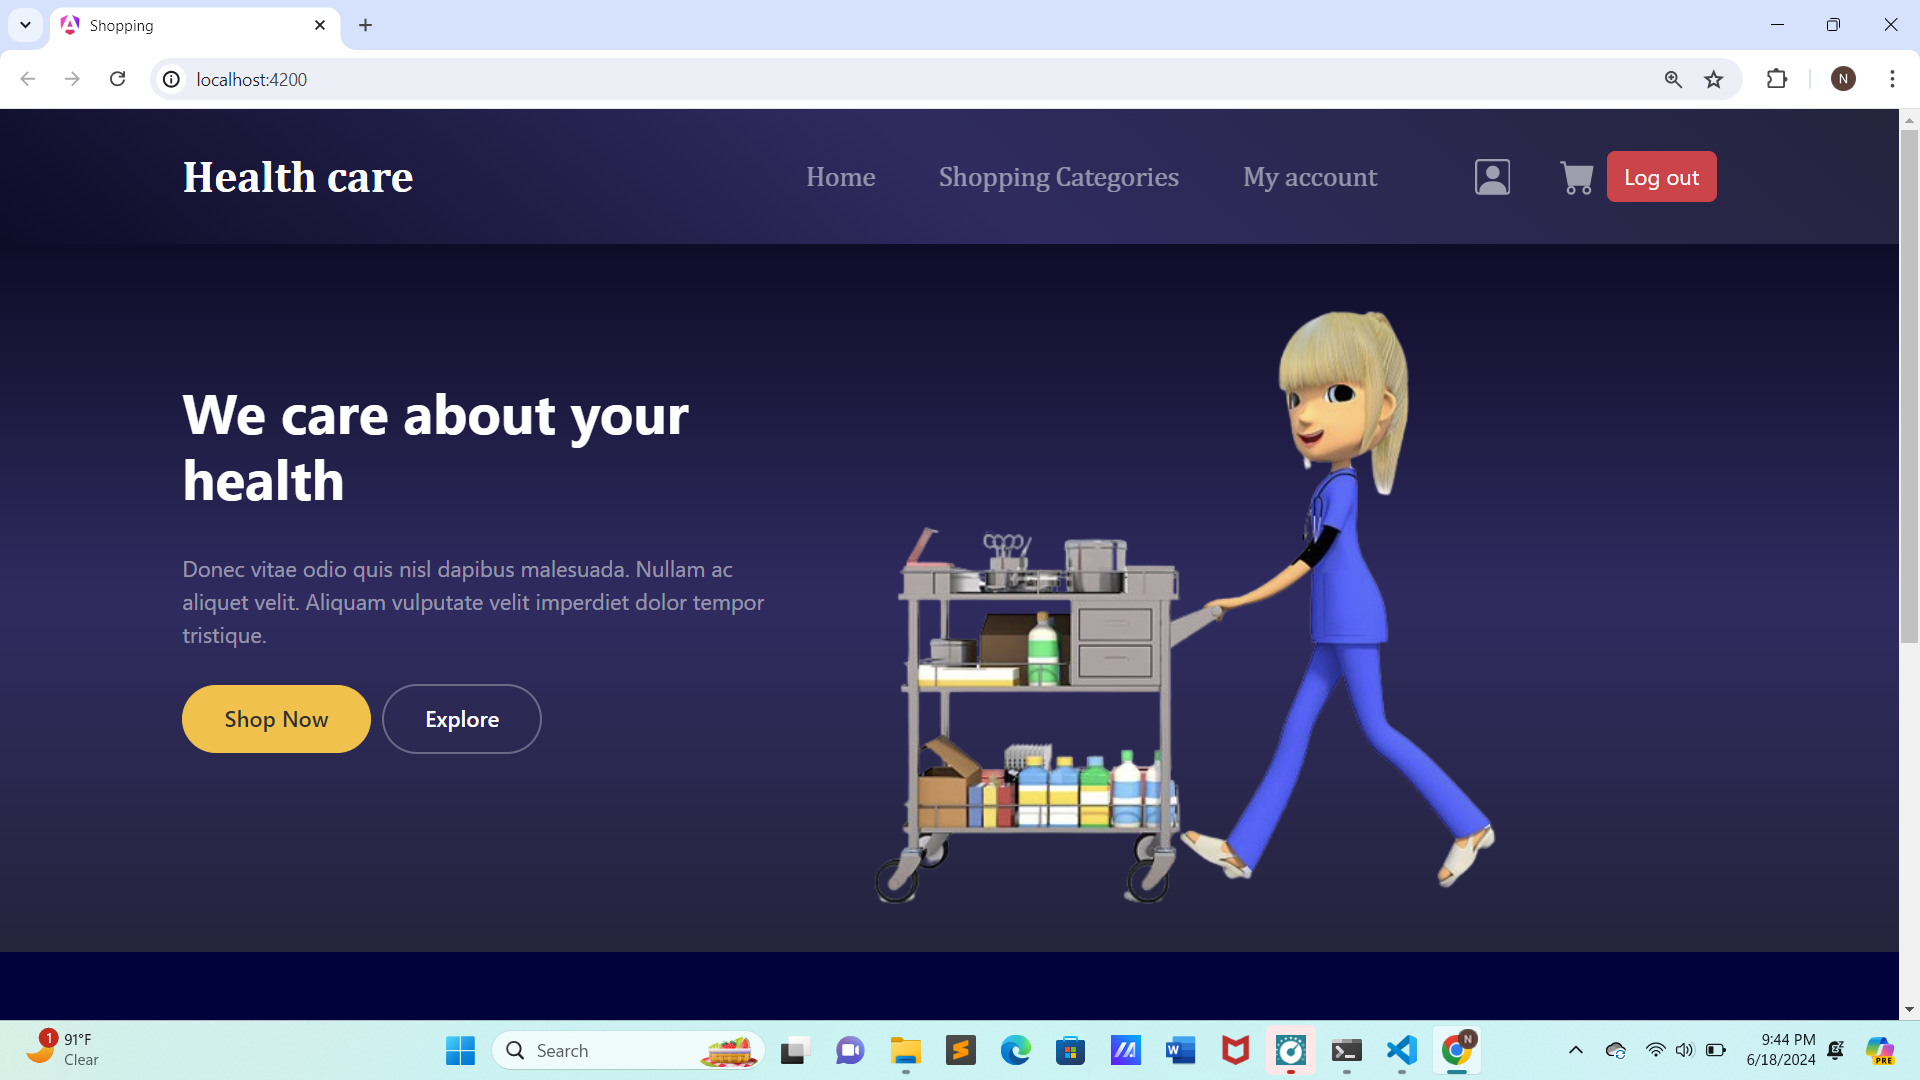 Shopping
localhost:4200
N
Health care
Home
Shopping Categories
My account
Log out
We care about your
health
Donec vitae odio quis nisl dapibus malesuada. Nullam ac
aliquet velit. Aliquam vulputate velit imperdiet dolor tempor
tristique.
Shop Now
Explore
1
91°F
Clear
Search
W
N
9:44 PM
6/18/2024
PRE